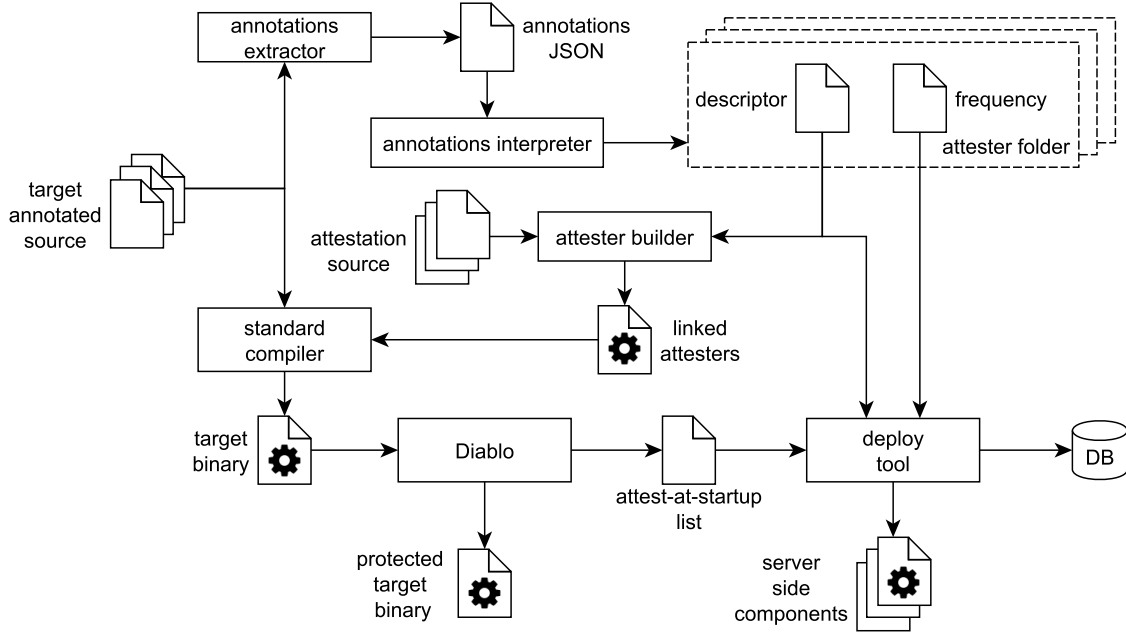 annotations
extractor
annotations
JSON
descriptor
frequency
attester folder
annotations interpreter
target
annotated
source
attestation
source
attester builder
standard
compiler
linked
attesters
target
binary
Diablo
attest-at-startup
list
deploy
tool
DB
protected
target
binary
server
side
components